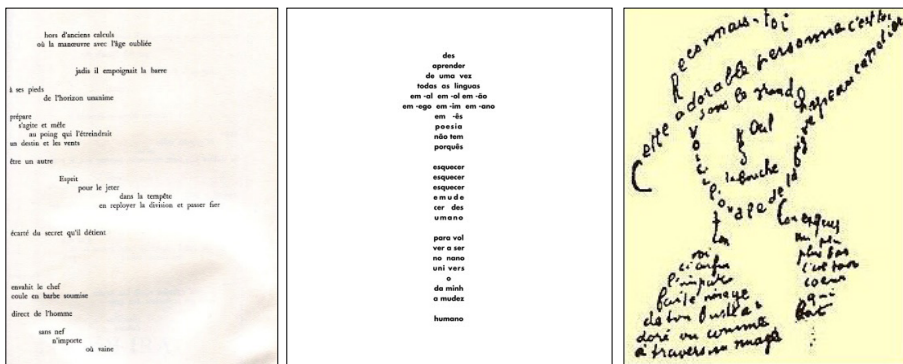 hors d'anciens calculs
où la manœuvre avec l'âge oubliée
jadis il empoignait la barre
à ses pieds
de l'horizon unanime
prépare
s'agite et mêle
au poing qui l'étreindrait
un destin et les vents
être un autre
Esprit
pour le jeter
dans la tempête
en reployer la division et passer fier
écarté du secret qu'il détient
envahit le chef
coule en barbe soumise
direct de l'homme
sans nef
n'importe
où vaine
des
aprender
de uma vez
todas as línguas
em -al em -ol em -ão
em -ego em -im em -ano
em -ês
poesia
não tem
porquês
esquecer
esquecer
esquecer
emude
cer des
umano
para vol
ver a ser
no nano
uni vers
o
da minh
a mudez
humano
Reconnais-toi
Cette adorable personne c'est toi
sous le grand chapeau canotier
Œil
la bouche
Voici l'ovale de ta figure
ton
cou exquis
voi
ci enfin
l'impar
faite image
de ton buste a
doré vu comme
à travers un nuage
un peu
plus bas
c'est ton
coeur
qui
bat